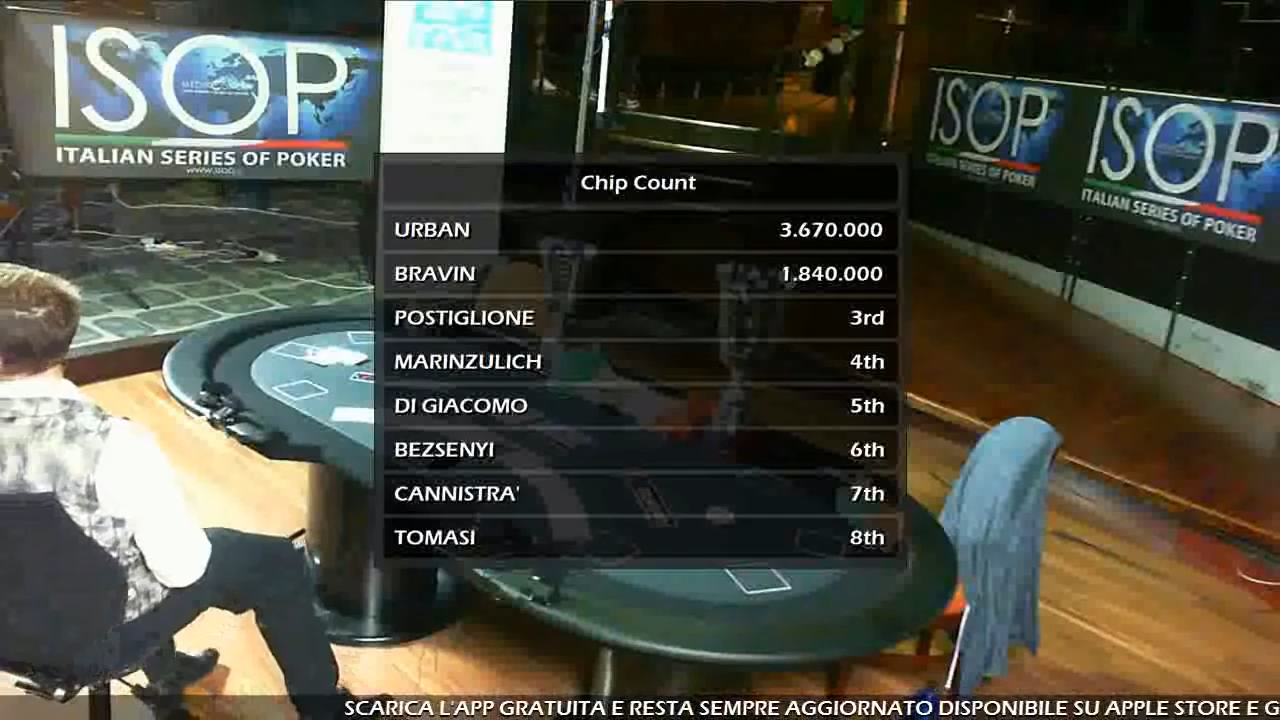 ISOP
ITALIAN SERIES OF POKER
ISOP
ITALIAN SERIES OF POKER
ISOP
ITALIAN SERIES OF POKER
Chip Count
URBAN 3.670.000
BRAVIN 1.840.000
POSTIGLIONE 3rd
MARINZULICH 4th
DI GIACOMO 5th
BEZSENYI 6th
CANNISTRA' 7th
TOMASI 8th
SCARICA L'APP GRATUITA E RESTA SEMPRE AGGIORNATO DISPONIBILE SU APPLE STORE E G